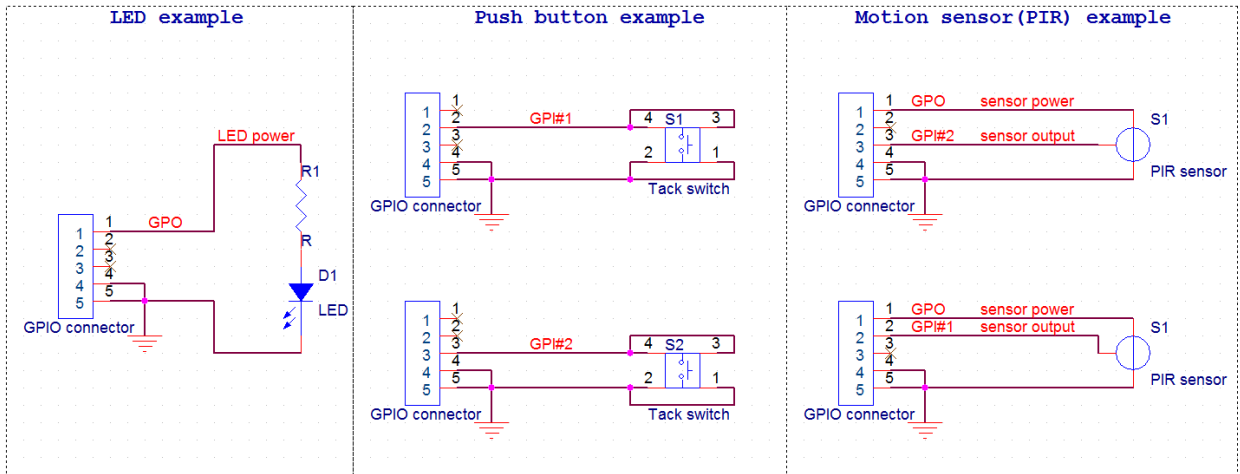 LED example
LED power
R1
R
GPO
1
2
3
4
5
1
2
3
4
5
D1
LED
GPIO connector
Push button example
1
2
3
4
5
1
2
3
4
5
GPI#1
4
S1
3
2
1
Tack switch
GPIO connector
1
2
3
4
5
1
2
3
4
5
GPI#2
4
S2
3
2
1
Tack switch
GPIO connector
Motion sensor(PIR) example
1
2
3
4
5
1
2
3
4
5
GPO sensor power
S1
GPI#2 sensor output
PIR sensor
GPIO connector
1
2
3
4
5
1
2
3
4
5
GPO sensor power
GPI#1 sensor output
S1
PIR sensor
GPIO connector